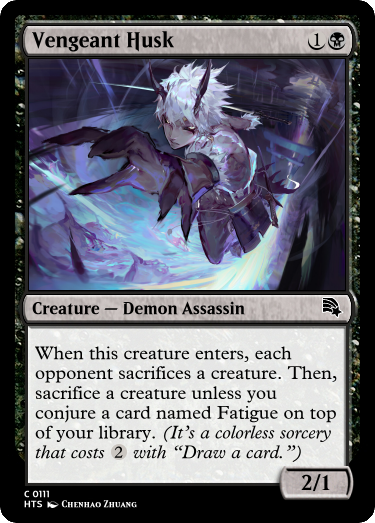 Vengeant Husk 1
Creature — Demon Assassin
When this creature enters, each
opponent sacrifices a creature. Then,
sacrifice a creature unless you
conjure a card named Fatigue on top
of your library. (It's a colorless sorcery
that costs 2 with “Draw a card.”)
2/1
C 0111
HTS Chenhao Zhuang